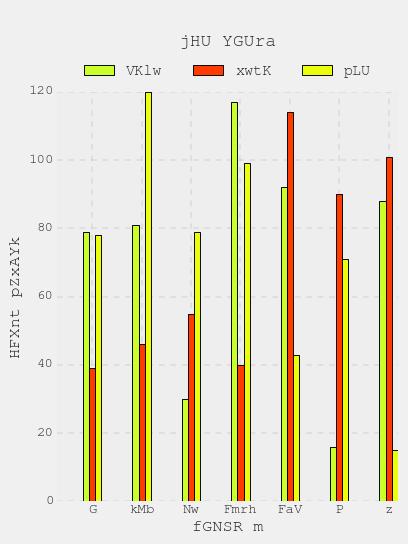 jHU YGUra
VKlw xwtK pLU
120
100
80
60
40
20
0
HFXnt pZxAYk
G kMb Nw Fmrh FaV P z
fGNSR m